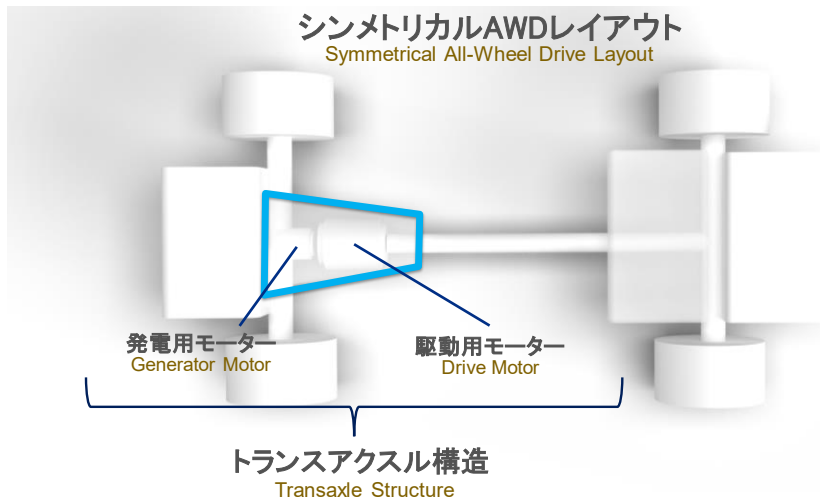 シンメトリカルAWDレイアウト
Symmetrical All-Wheel Drive Layout
発電用モーター
Generator Motor
駆動用モーター
Drive Motor
トランスアクスル構造
Transaxle Structure